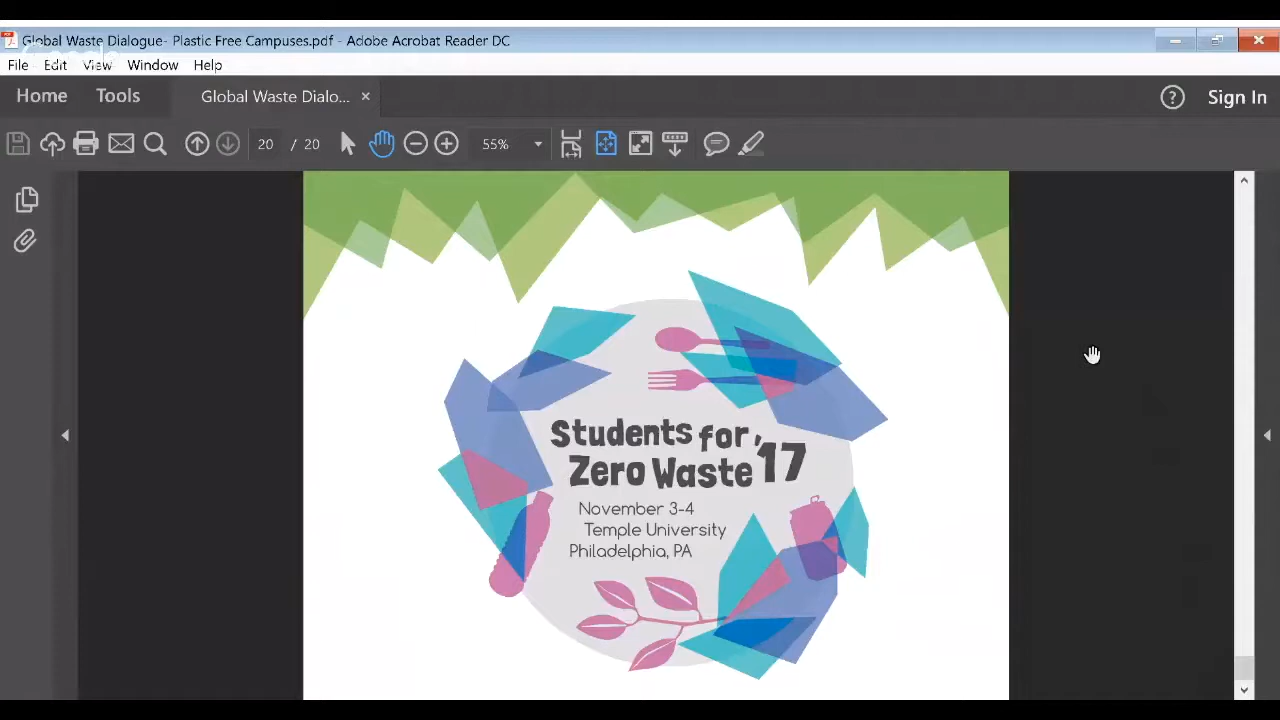 Global Waste Dialogue- Plastic Free Campuses.pdf - Adobe Acrobat Reader DC
Google
File Edit View Window Help
Home Tools Global Waste Dialo... × ? Sign In
20 / 20 55%
Students for
Zero Waste '17
November 3-4
Temple University
Philadelphia, PA